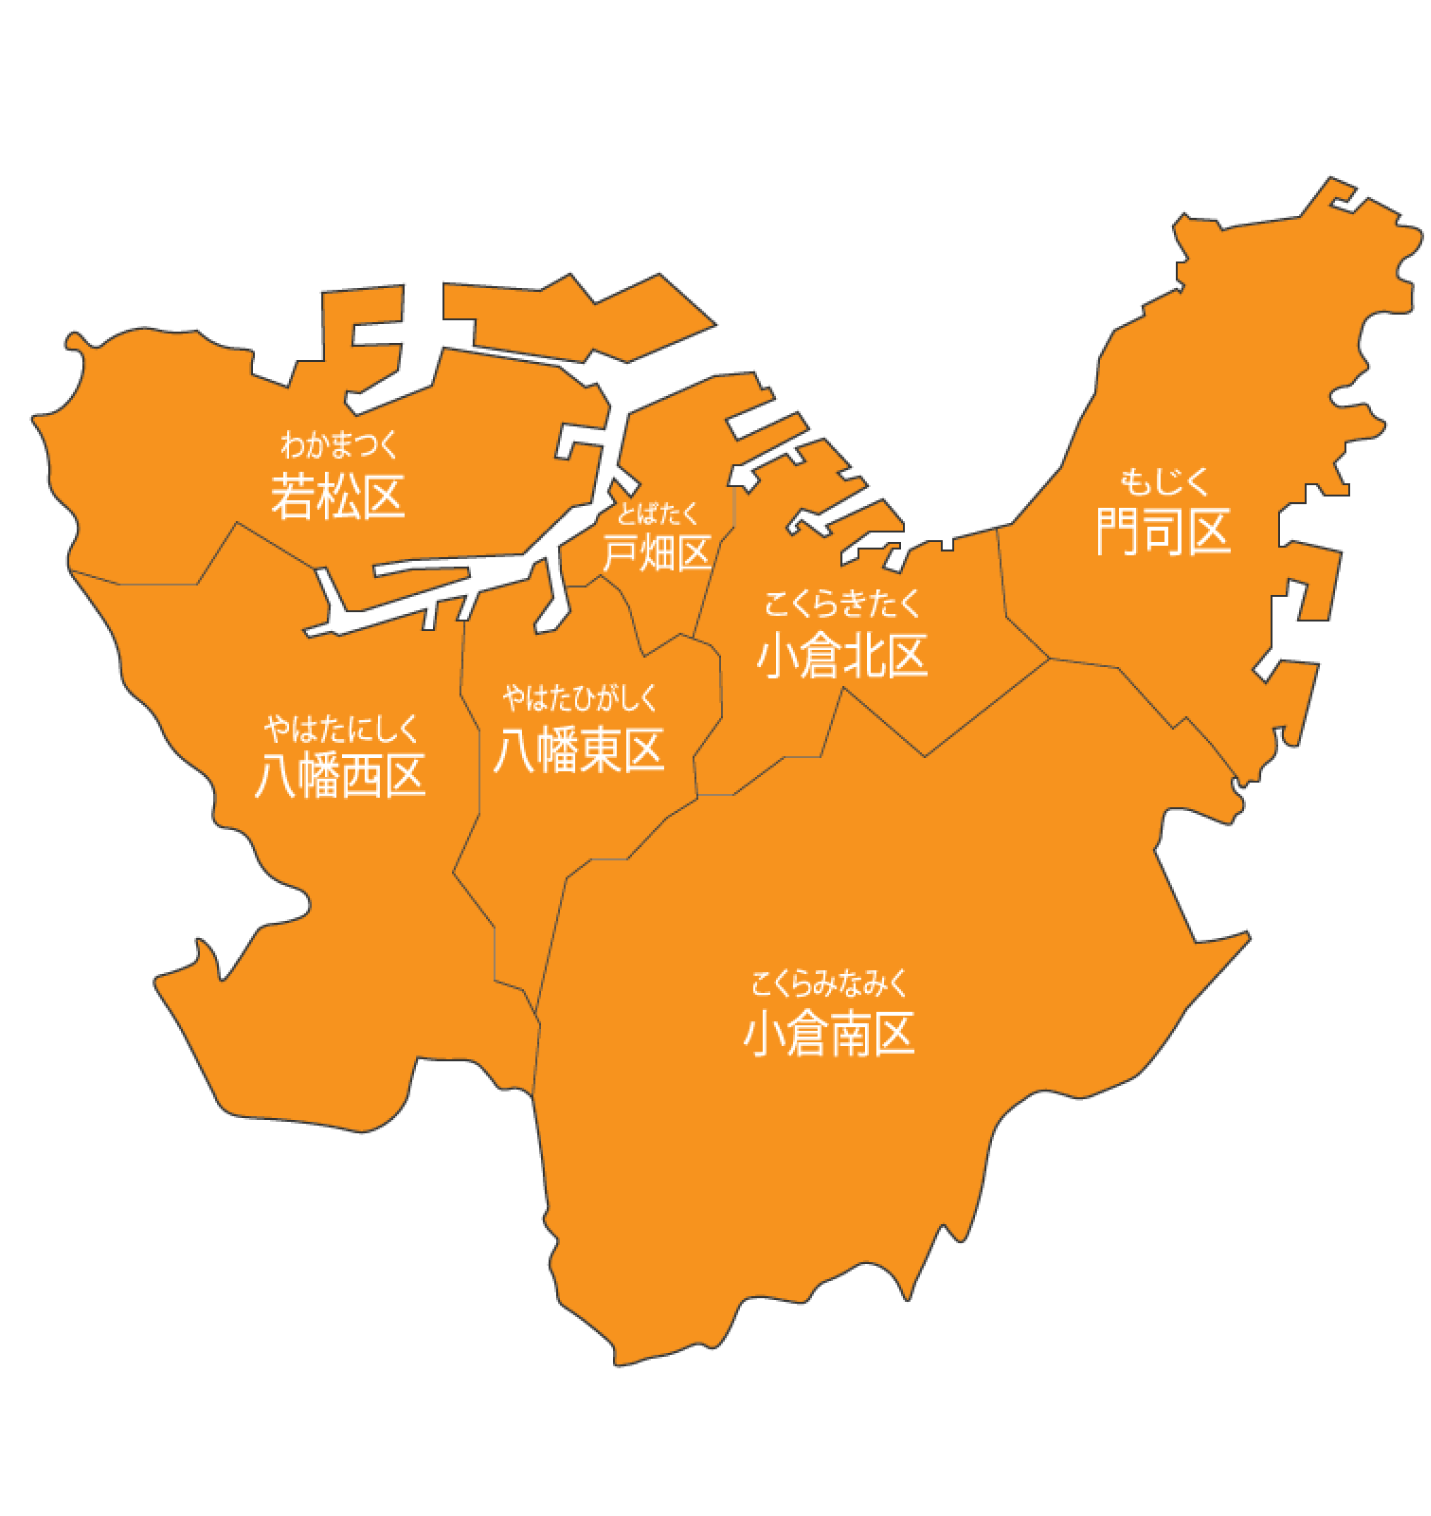 わかまつく
若松区
とばたく
戸畑区
もじく
門司区
こくらきたく
小倉北区
やはたひがしく
八幡東区
やはたにしく
八幡西区
こくらみなみく
小倉南区